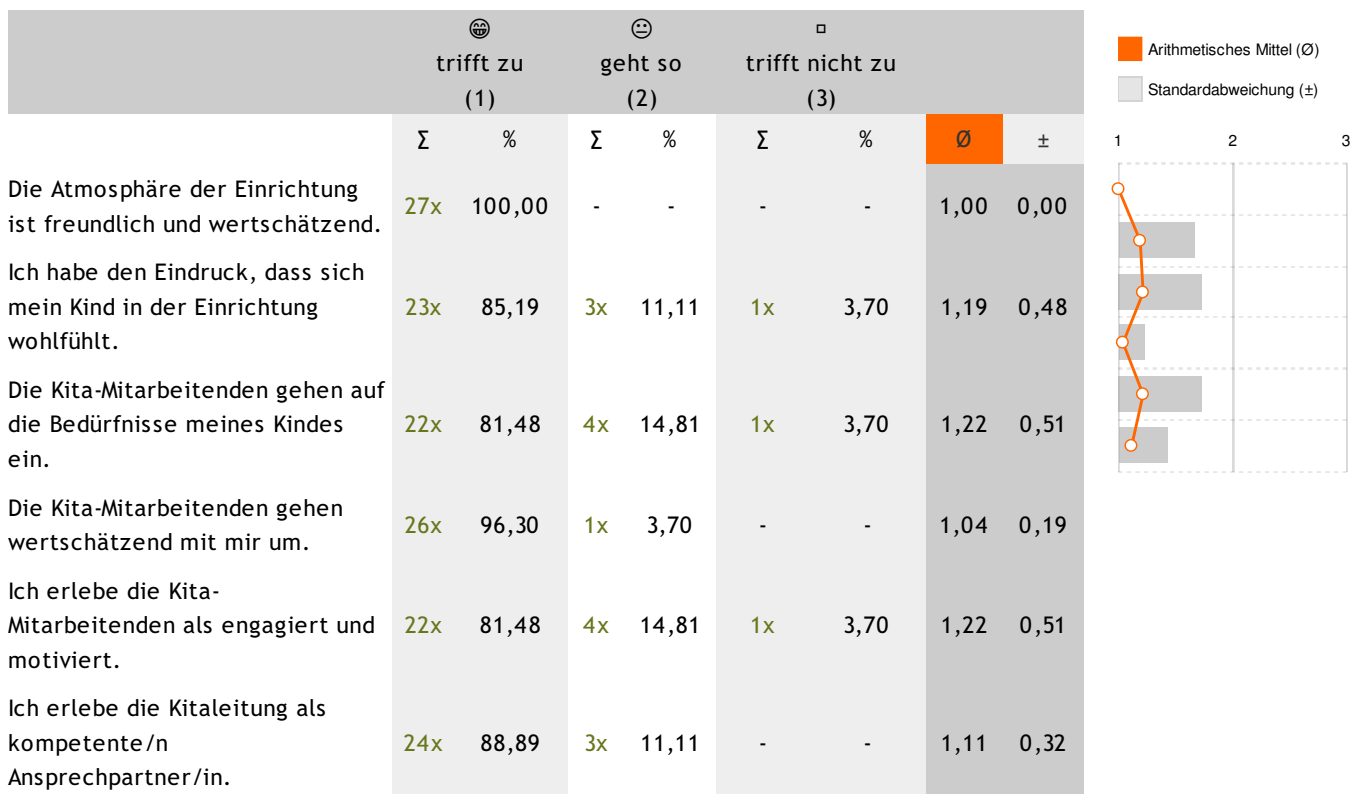 😁 😐 ▫
trifft zu geht so trifft nicht zu
(1) (2) (3)
Σ % Σ % Σ % Ø ±
Die Atmosphäre der Einrichtung
ist freundlich und wertschätzend.
27x 100,00 - - - - 1,00 0,00
Ich habe den Eindruck, dass sich
mein Kind in der Einrichtung
wohlfühlt.
23x 85,19 3x 11,11 1x 3,70 1,19 0,48
Die Kita-Mitarbeitenden gehen auf
die Bedürfnisse meines Kindes
ein.
22x 81,48 4x 14,81 1x 3,70 1,22 0,51
Die Kita-Mitarbeitenden gehen
wertschätzend mit mir um.
26x 96,30 1x 3,70 - - 1,04 0,19
Ich erlebe die Kita-
Mitarbeitenden als engagiert und
motiviert.
22x 81,48 4x 14,81 1x 3,70 1,22 0,51
Ich erlebe die Kitaleitung als
kompetente/n
Ansprechpartner/in.
24x 88,89 3x 11,11 - - 1,11 0,32
Arithmetisches Mittel (Ø)
Standardabweichung (±)
1 2 3